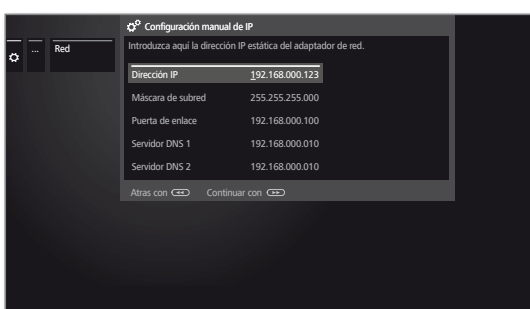 Configuración manual de IP
... Red
Introduzca aquí la dirección IP estática del adaptador de red.
Dirección IP 192.168.000.123
Máscara de subred 255.255.255.000
Puerta de enlace 192.168.000.100
Servidor DNS 1 192.168.000.010
Servidor DNS 2 192.168.000.010
Atras con Continuar con